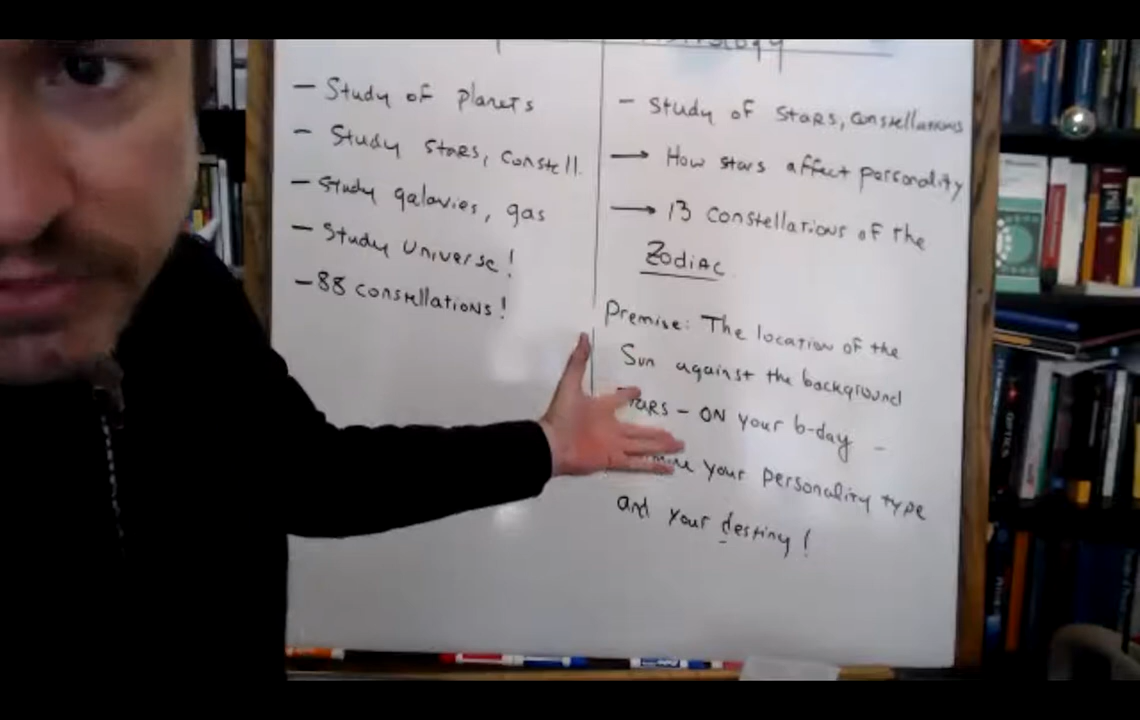 - Study of planets
- Study stars, constell.
- Study galaxies, gas
- Study Universe!
- 88 constellations!
- Study of stars, constellations
→ How stars affect personality
→ 13 constellations of the
Zodiac
Premise: The location of the
Sun against the background
stars - on your b-day -
your personality type
and your destiny!
OPTICS